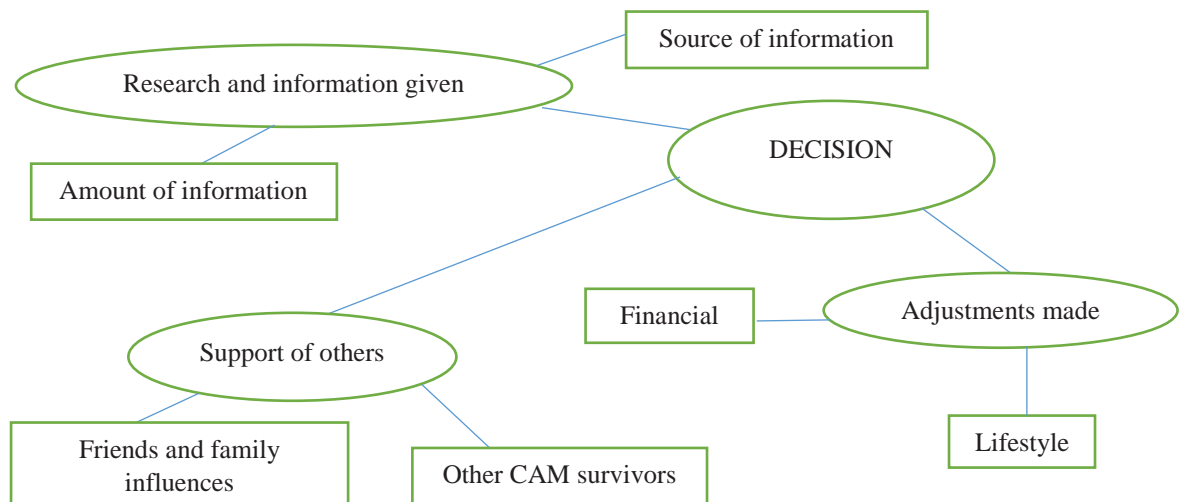 Source of information
Research and information given
DECISION
Amount of information
Financial
Adjustments made
Support of others
Lifestyle
Friends and family
influences
Other CAM survivors